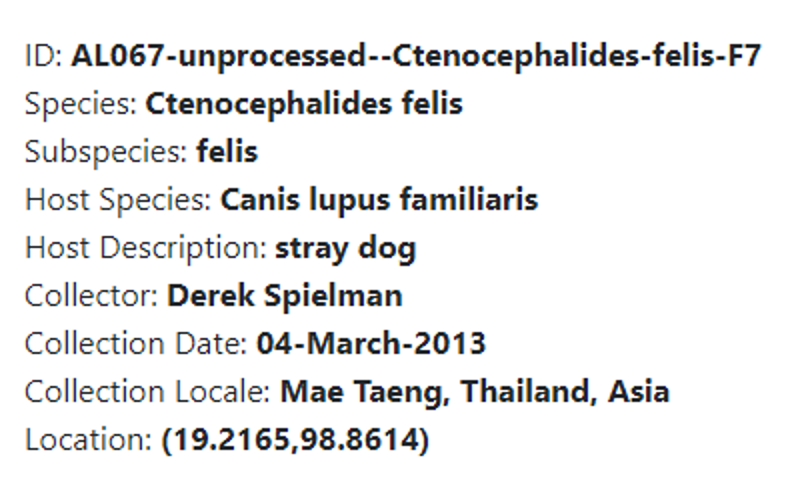 ID: AL067-unprocessed--Ctenocephalides-felis-F7
Species: Ctenocephalides felis
Subspecies: felis
Host Species: Canis lupus familiaris
Host Description: stray dog
Collector: Derek Spielman
Collection Date: 04-March-2013
Collection Locale: Mae Taeng, Thailand, Asia
Location: (19.2165,98.8614)